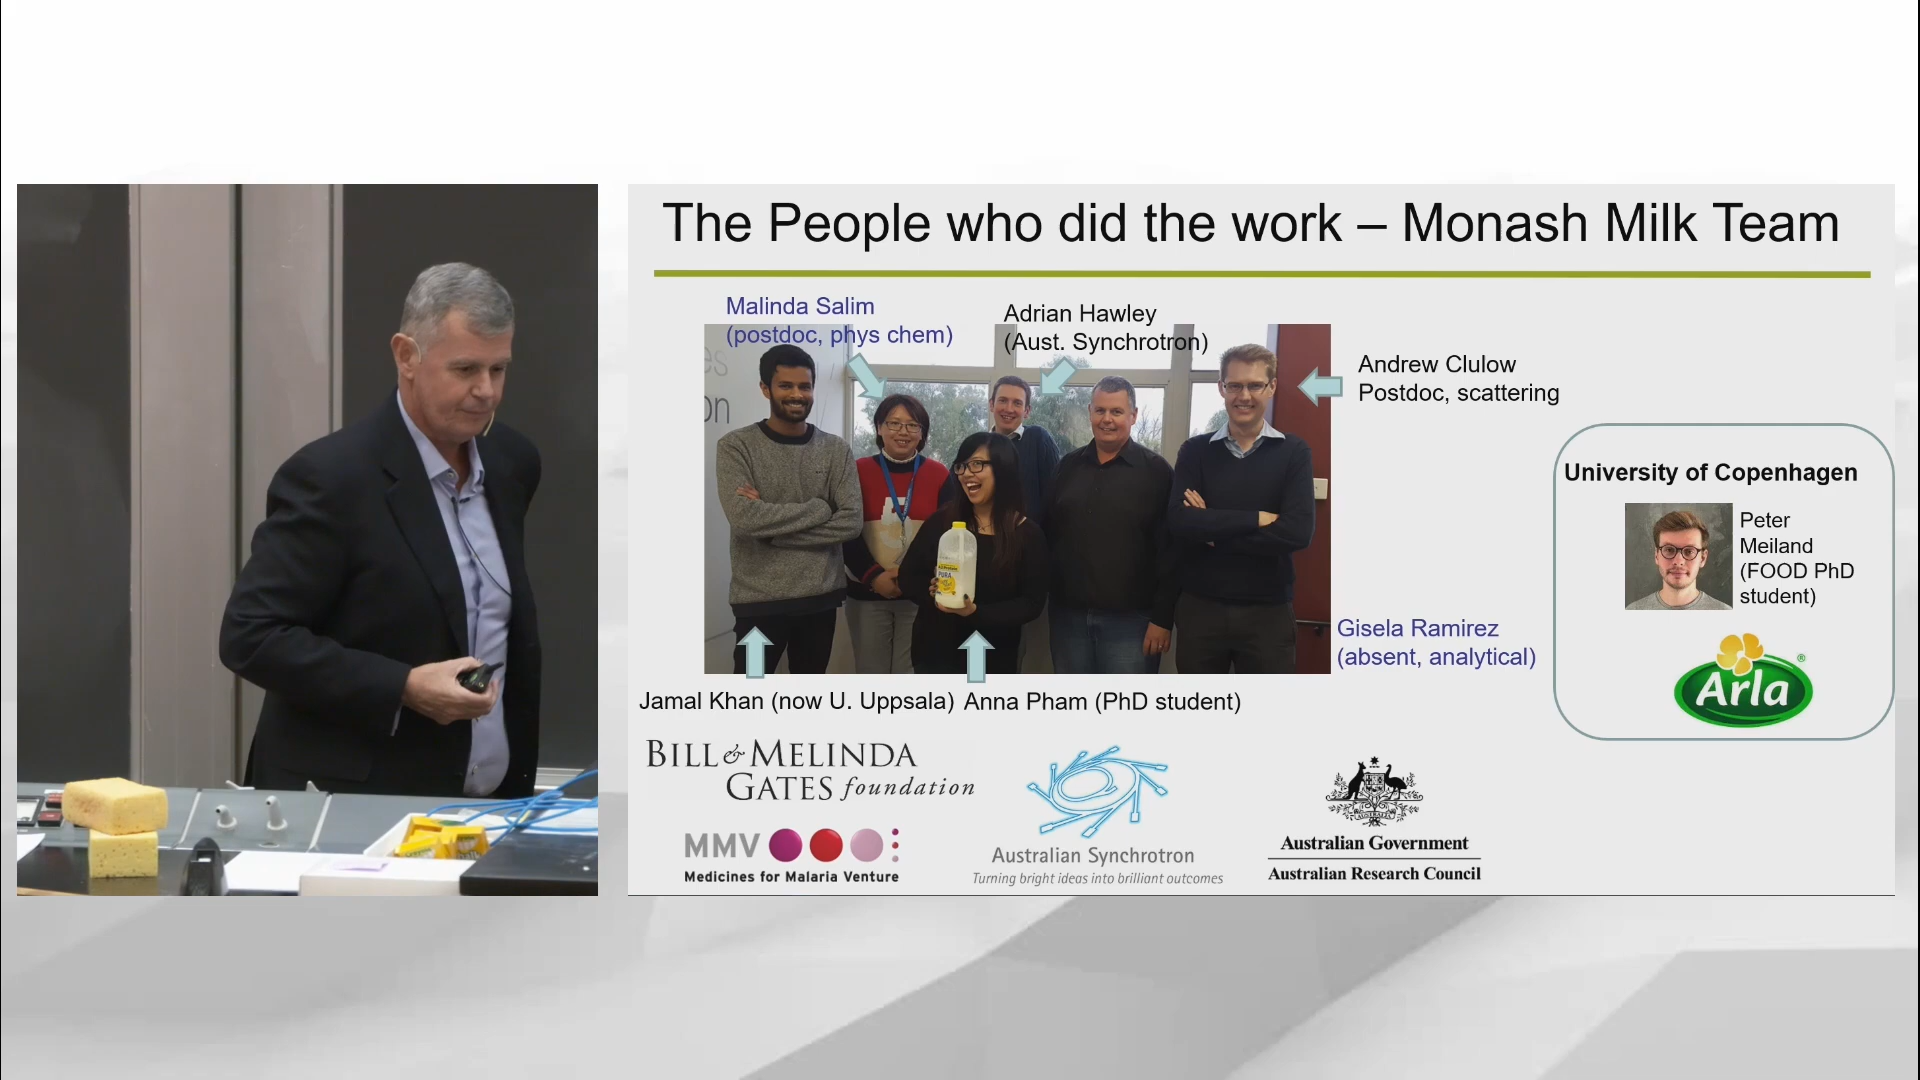 The People who did the work – Monash Milk Team
Malinda Salim
(postdoc, phys chem)
Adrian Hawley
(Aust. Synchrotron)
Andrew Clulow
Postdoc, scattering
es
on
PURA
University of Copenhagen
Peter
Meiland
(FOOD PhD
student)
Arla®
Gisela Ramirez
(absent, analytical)
Jamal Khan (now U. Uppsala)
Anna Pham (PhD student)
BILL & MELINDA
GATES foundation
MMV
Medicines for Malaria Venture
Australian Synchrotron
Turning bright ideas into brilliant outcomes
Australian Government
Australian Research Council